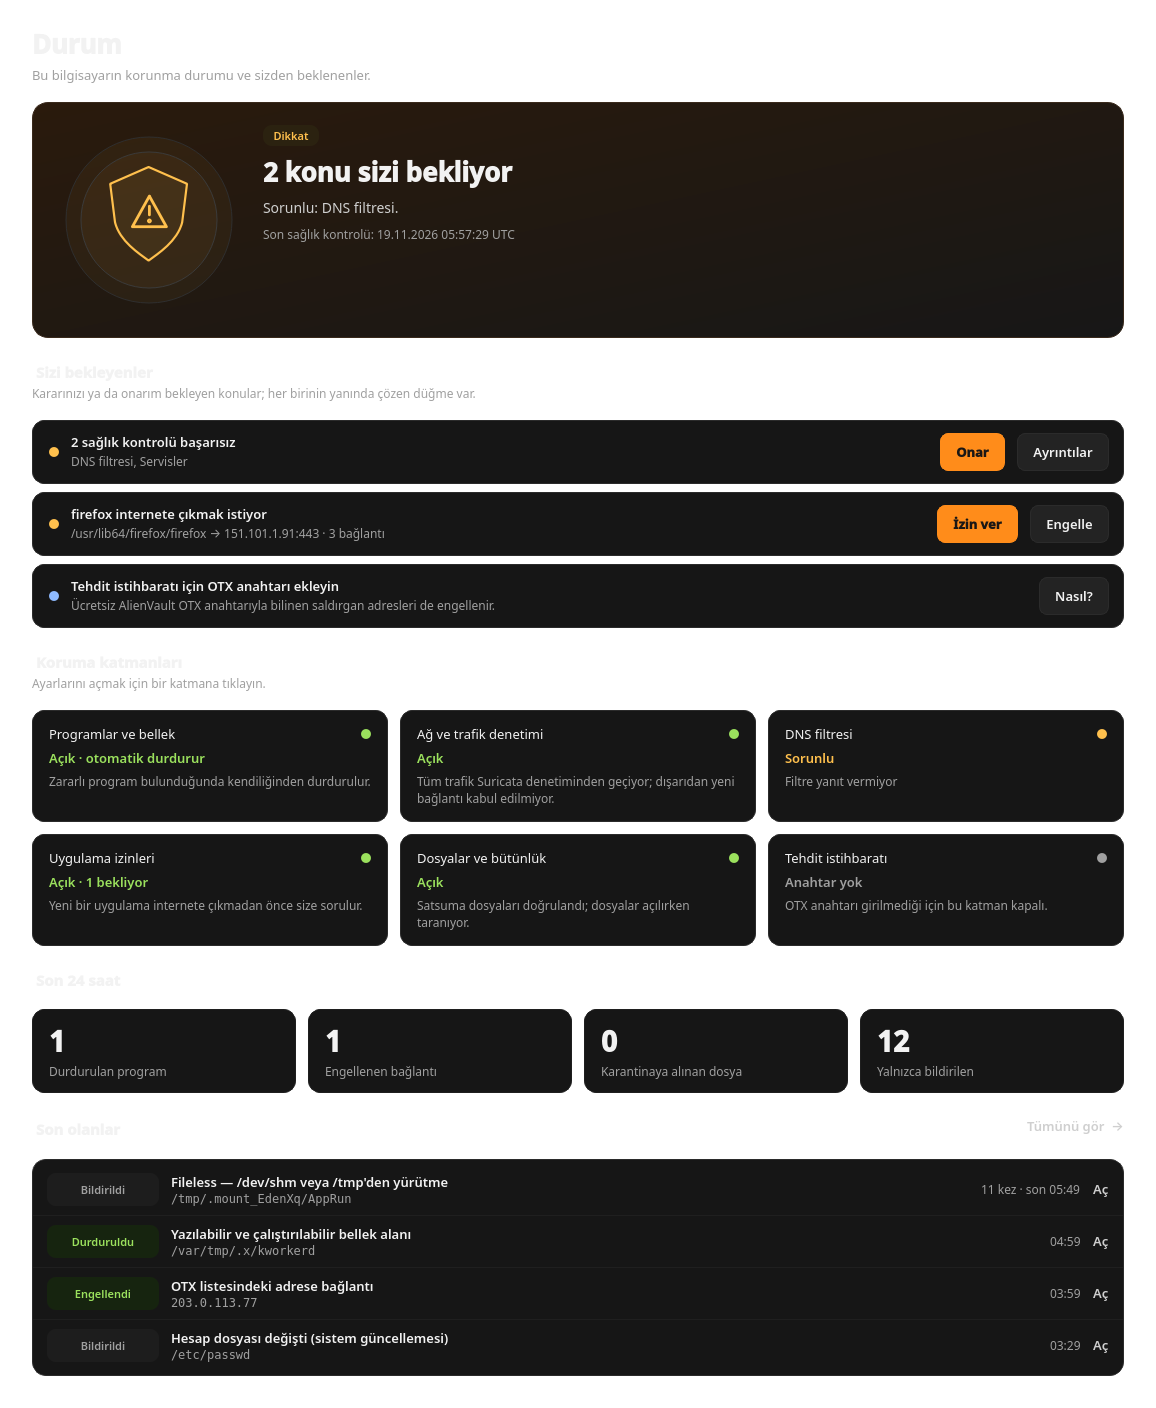 Durum
Bu bilgisayarın korunma durumu ve sizden beklenenler.
Dikkat
2 konu sizi bekliyor
Sorunlu: DNS filtresi.
Son sağlık kontrolü: 19.11.2026 05:57:29 UTC
Sizi bekleyenler
Kararınızı ya da onarım bekleyen konular; her birinin yanında çözen düğme var.
2 sağlık kontrolü başarısız
DNS filtresi, Servisler
Onar
Ayrıntılar
firefox internete çıkmak istiyor
/usr/lib64/firefox/firefox → 151.101.1.91:443 · 3 bağlantı
İzin ver
Engelle
Tehdit istihbaratı için OTX anahtarı ekleyin
Ücretsiz AlienVault OTX anahtarıyla bilinen saldırgan adresleri de engellenir.
Nasıl?
Koruma katmanları
Ayarlarını açmak için bir katmana tıklayın.
Programlar ve bellek
Açık · otomatik durdurur
Zararlı program bulunduğunda kendiliğinden durdurulur.
Ağ ve trafik denetimi
Açık
Tüm trafik Suricata denetiminden geçiyor; dışarıdan yeni
bağlantı kabul edilmiyor.
DNS filtresi
Sorunlu
Filtre yanıt vermiyor
Uygulama izinleri
Açık · 1 bekliyor
Yeni bir uygulama internete çıkmadan önce size sorulur.
Dosyalar ve bütünlük
Açık
Satsuma dosyaları doğrulandı; dosyalar açılırken
taranıyor.
Tehdit istihbaratı
Anahtar yok
OTX anahtarı girilmediği için bu katman kapalı.
Son 24 saat
1
Durdurulan program
1
Engellenen bağlantı
0
Karantinaya alınan dosya
12
Yalnızca bildirilen
Son olanlar
Tümünü gör →
Bildirildi
Fileless — /dev/shm veya /tmp'den yürütme
/tmp/.mount_EdenXq/AppRun
11 kez · son 05:49
Aç
Durduruldu
Yazılabilir ve çalıştırılabilir bellek alanı
/var/tmp/.x/kworkerd
04:59
Aç
Engellendi
OTX listesindeki adrese bağlantı
203.0.113.77
03:59
Aç
Bildirildi
Hesap dosyası değişti (sistem güncellemesi)
/etc/passwd
03:29
Aç